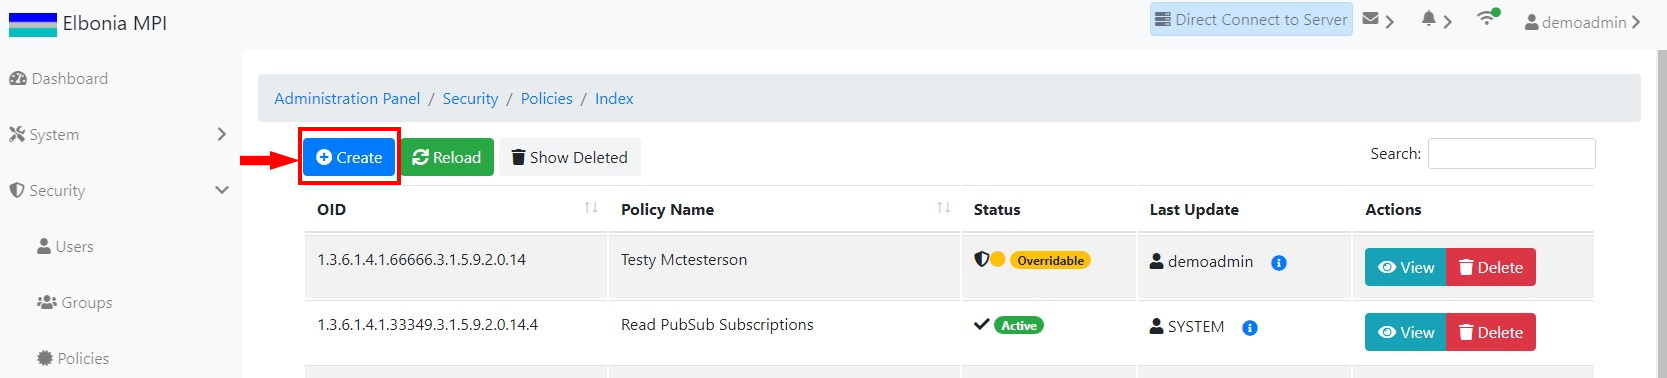 Elbonia MPI
Direct Connect to Server
demoadmin
Dashboard
System
Security
Users
Groups
Policies
Administration Panel / Security / Policies / Index
Create Reload Show Deleted
Search:
OID Policy Name Status Last Update Actions
1.3.6.1.4.1.66666.3.1.5.9.2.0.14 Testy Mctesterson Overridable demoadmin View Delete
1.3.6.1.4.1.33349.3.1.5.9.2.0.14.4 Read PubSub Subscriptions Active SYSTEM View Delete